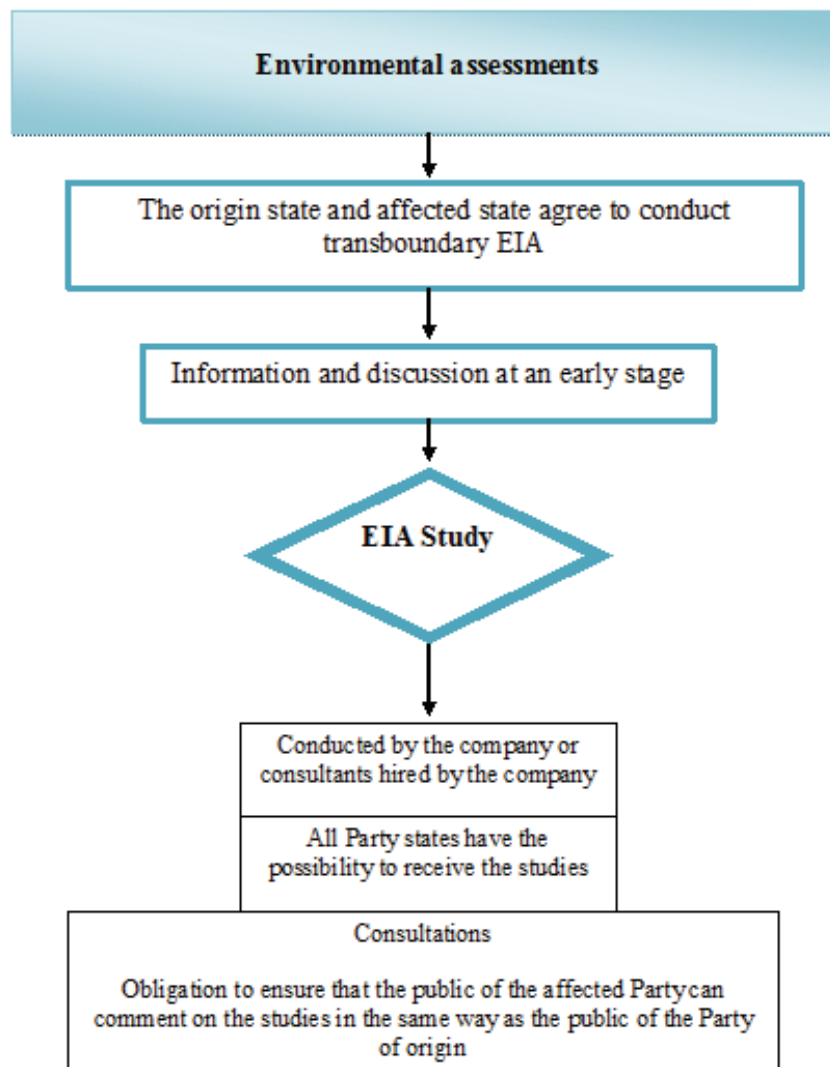 Environmental assessments
The origin state and affected state agree to conduct
transboundary EIA
Information and discussion at an early stage
EIA Study
Conducted by the company or
consultants hired by the company
All Party states have the
possibility to receive the studies
Consultations
Obligation to ensure that the public of the affected Party can
comment on the studies in the same way as the public of the Party
of origin